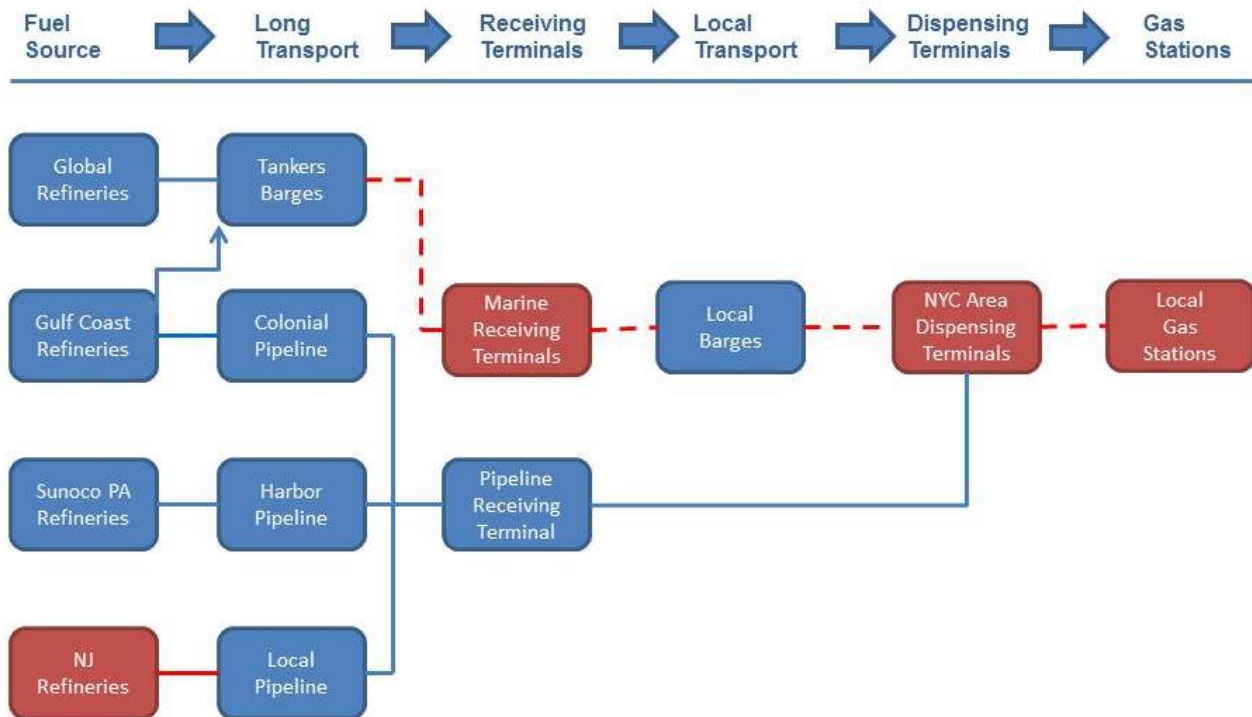 Fuel
Source
Long
Transport
Receiving
Terminals
Local
Transport
Dispensing
Terminals
Gas
Stations
Global
Refineries
Tankers
Barges
Gulf Coast
Refineries
Colonial
Pipeline
Marine
Receiving
Terminals
Local
Barges
NYC Area
Dispensing
Terminals
Local
Gas
Stations
Sunoco PA
Refineries
Harbor
Pipeline
Pipeline
Receiving
Terminal
NJ
Refineries
Local
Pipeline